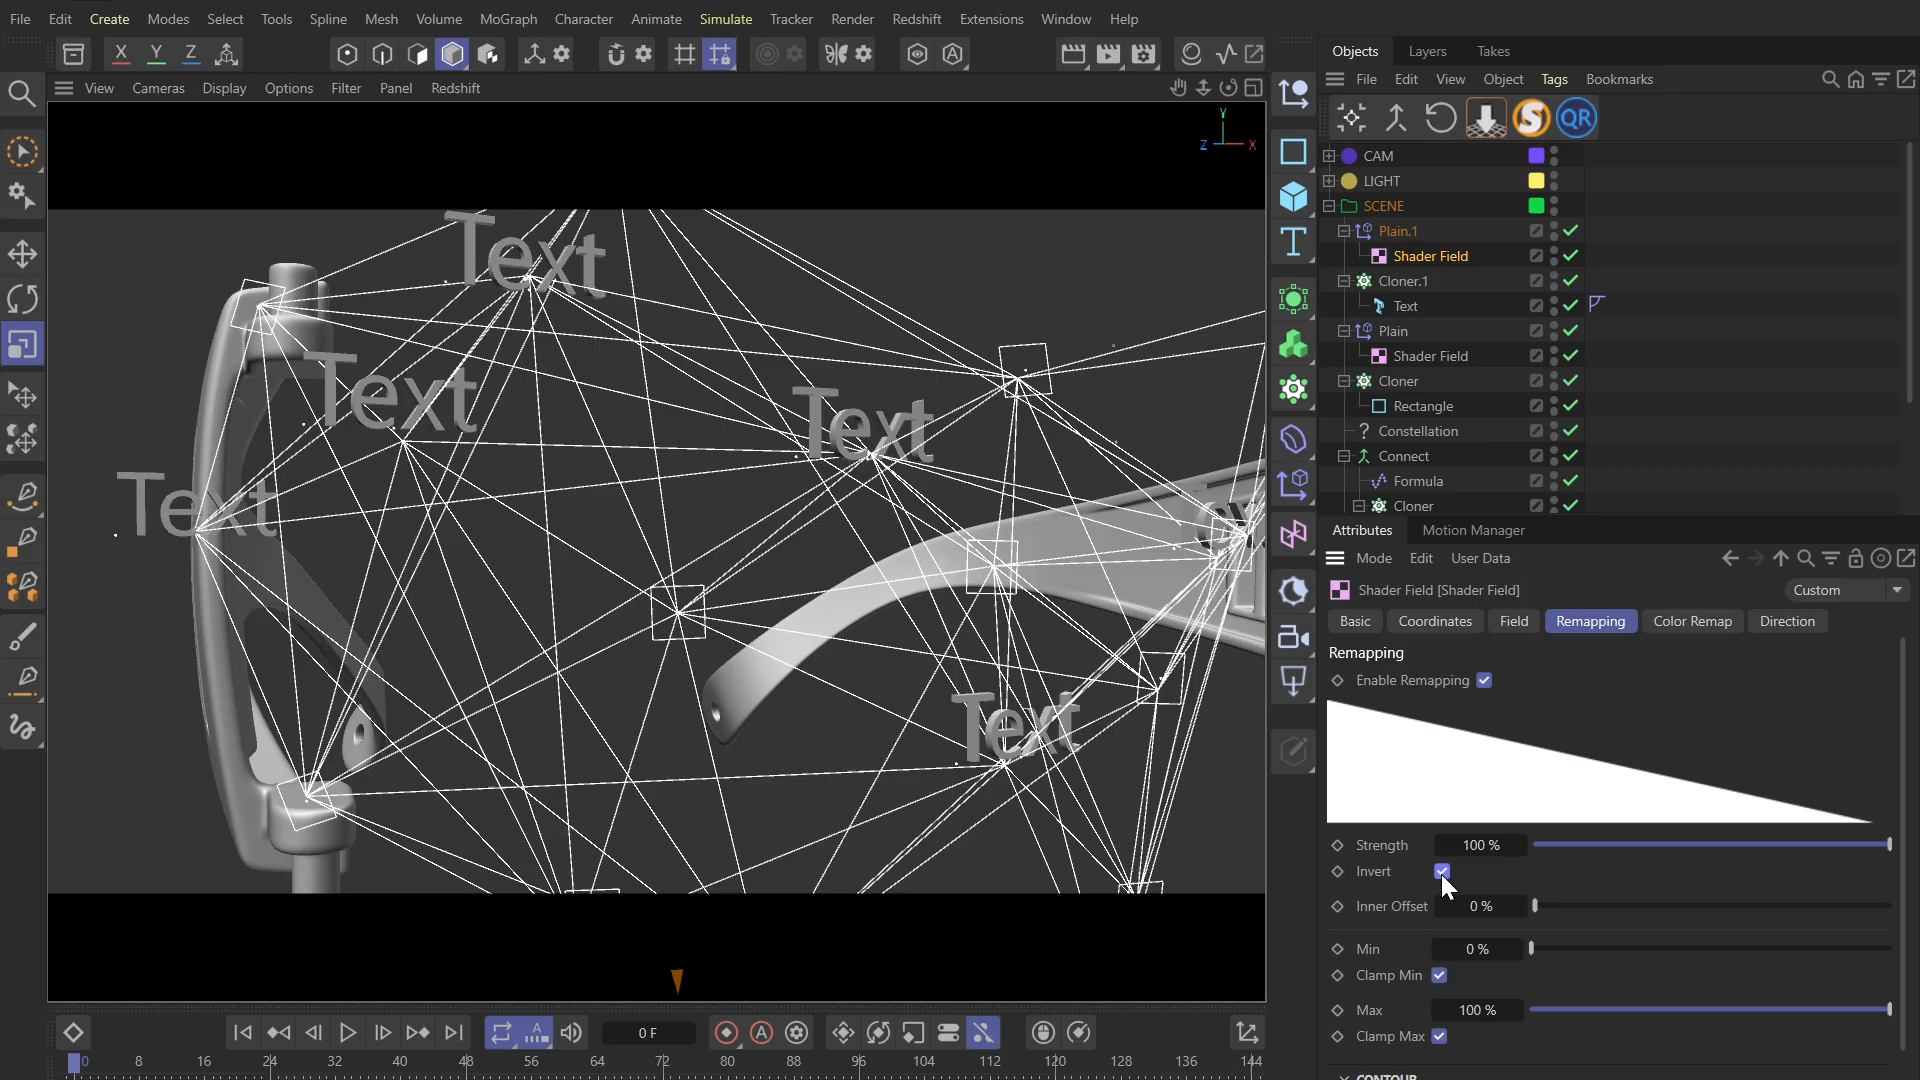 File Edit Create Modes Select Tools Spline Mesh Volume MoGraph Character Animate Simulate Tracker Render Redshift Extensions Window Help
X Y Z
View Cameras Display Options Filter Panel Redshift
Y
Z X
Text
Text
Text
Text
Text
Objects Layers Takes
File Edit View Object Tags Bookmarks
S QR
CAM
LIGHT
SCENE
Plain.1
Shader Field
Cloner.1
Text
Plain
Shader Field
Cloner
Rectangle
Constellation
Connect
Formula
Cloner
Attributes Motion Manager
Mode Edit User Data
Shader Field [Shader Field] Custom
Basic Coordinates Field Remapping Color Remap Direction
Remapping
Enable Remapping
Strength 100 %
Invert
Inner Offset 0 %
Min 0 %
Clamp Min
Max 100 %
Clamp Max
CONTOUR
0 F
0 8 16 24 32 40 48 56 64 72 80 88 96 104 112 120 128 136 144